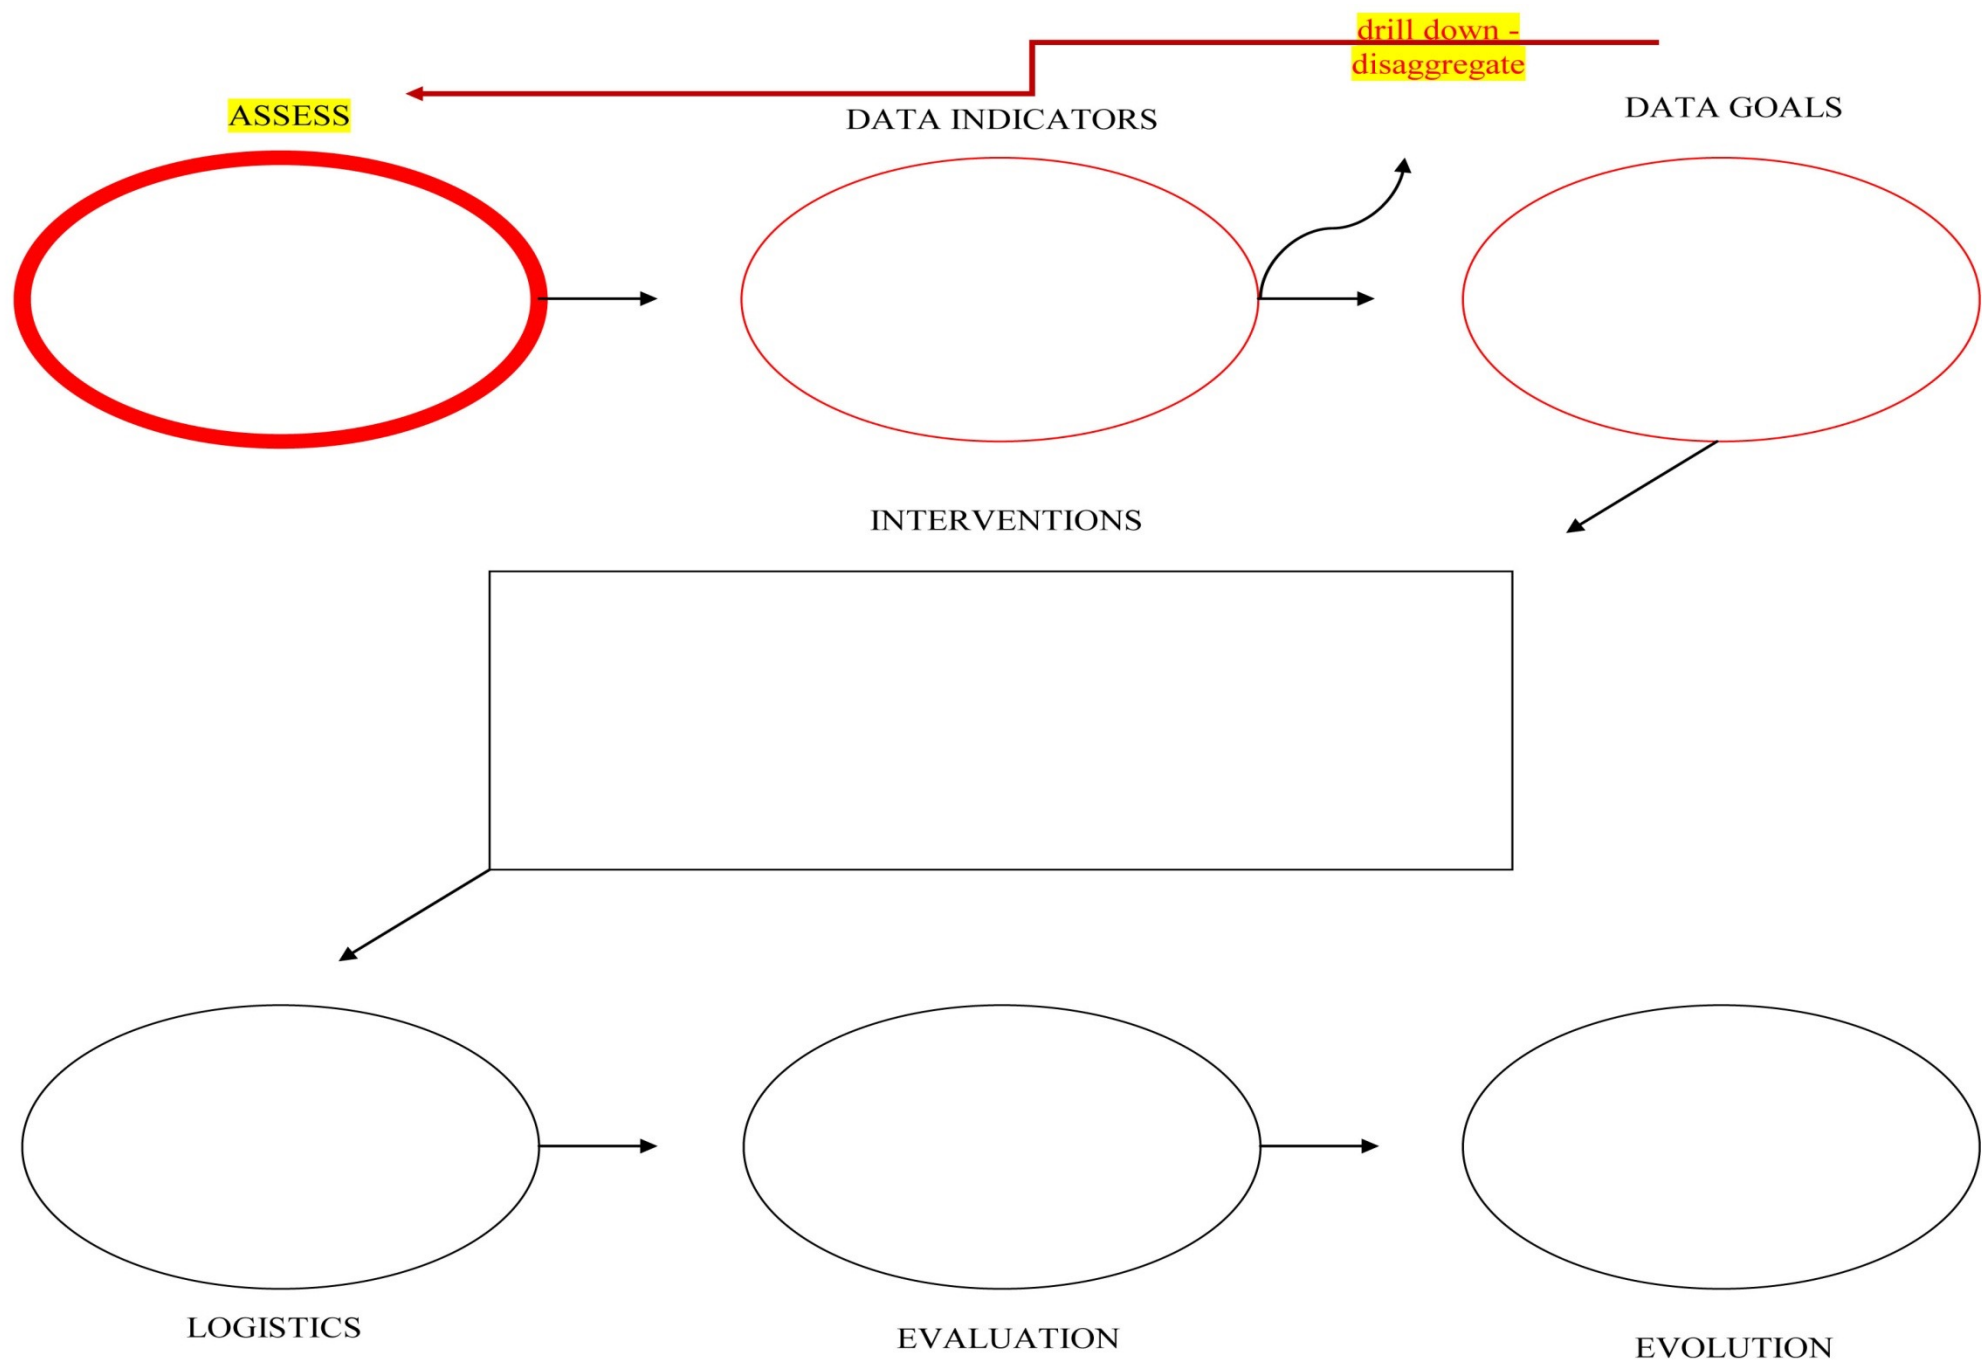 drill down -
disaggregate
ASSESS
DATA INDICATORS
DATA GOALS
INTERVENTIONS
LOGISTICS
EVALUATION
EVOLUTION